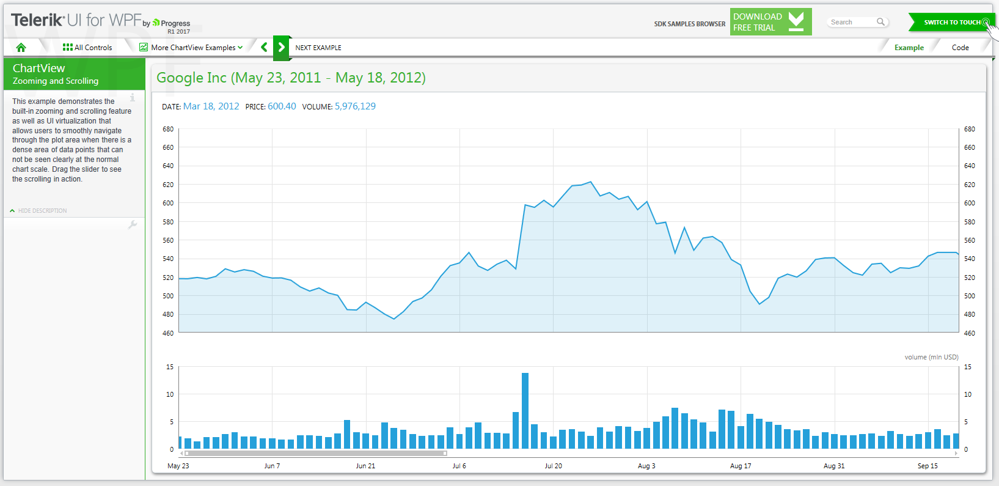 Telerik UI for WPF by Progress
R1 2017
SDK SAMPLES BROWSER
DOWNLOAD
FREE TRIAL
Search
SWITCH TO TOUCH
All Controls
More ChartView Examples
NEXT EXAMPLE
Example
Code
WPF
ChartView
Zooming and Scrolling
This example demonstrates the
built-in zooming and scrolling feature
as well as UI virtualization that
allows users to smoothly navigate
through the plot area when there is a
dense area of data points that can
not be seen clearly at the normal
chart scale. Drag the slider to see
the scrolling in action.
HIDE DESCRIPTION
Google Inc (May 23, 2011 - May 18, 2012)
DATE: Mar 18, 2012 PRICE: 600.40 VOLUME: 5,976,129
680 680
660 660
640 640
620 620
600 600
580 580
560 560
540 540
520 520
500 500
480 480
460 460
volume (mln USD)
15 15
10 10
5 5
0 0
May 23 Jun 7 Jun 21 Jul 6 Jul 20 Aug 3 Aug 17 Aug 31 Sep 15